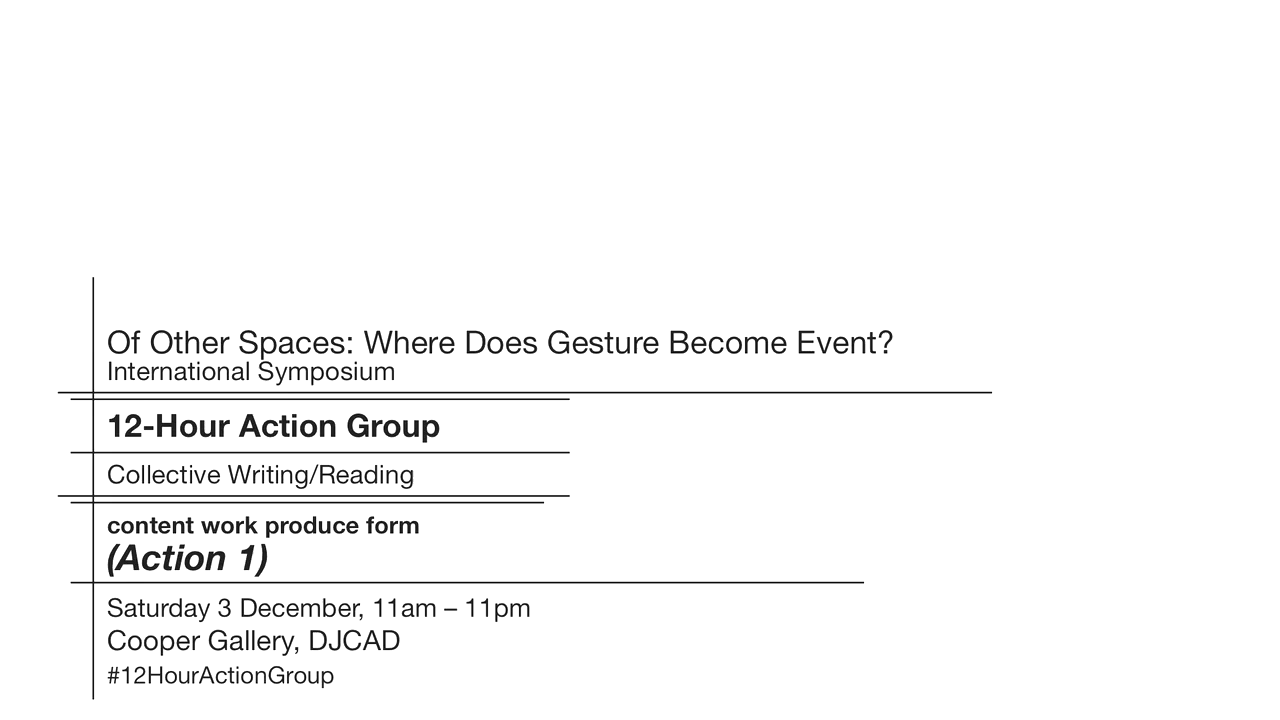 Of Other Spaces: Where Does Gesture Become Event?
International Symposium
12-Hour Action Group
Collective Writing/Reading
content work produce form
(Action 1)
Saturday 3 December, 11am – 11pm
Cooper Gallery, DJCAD
#12HourActionGroup